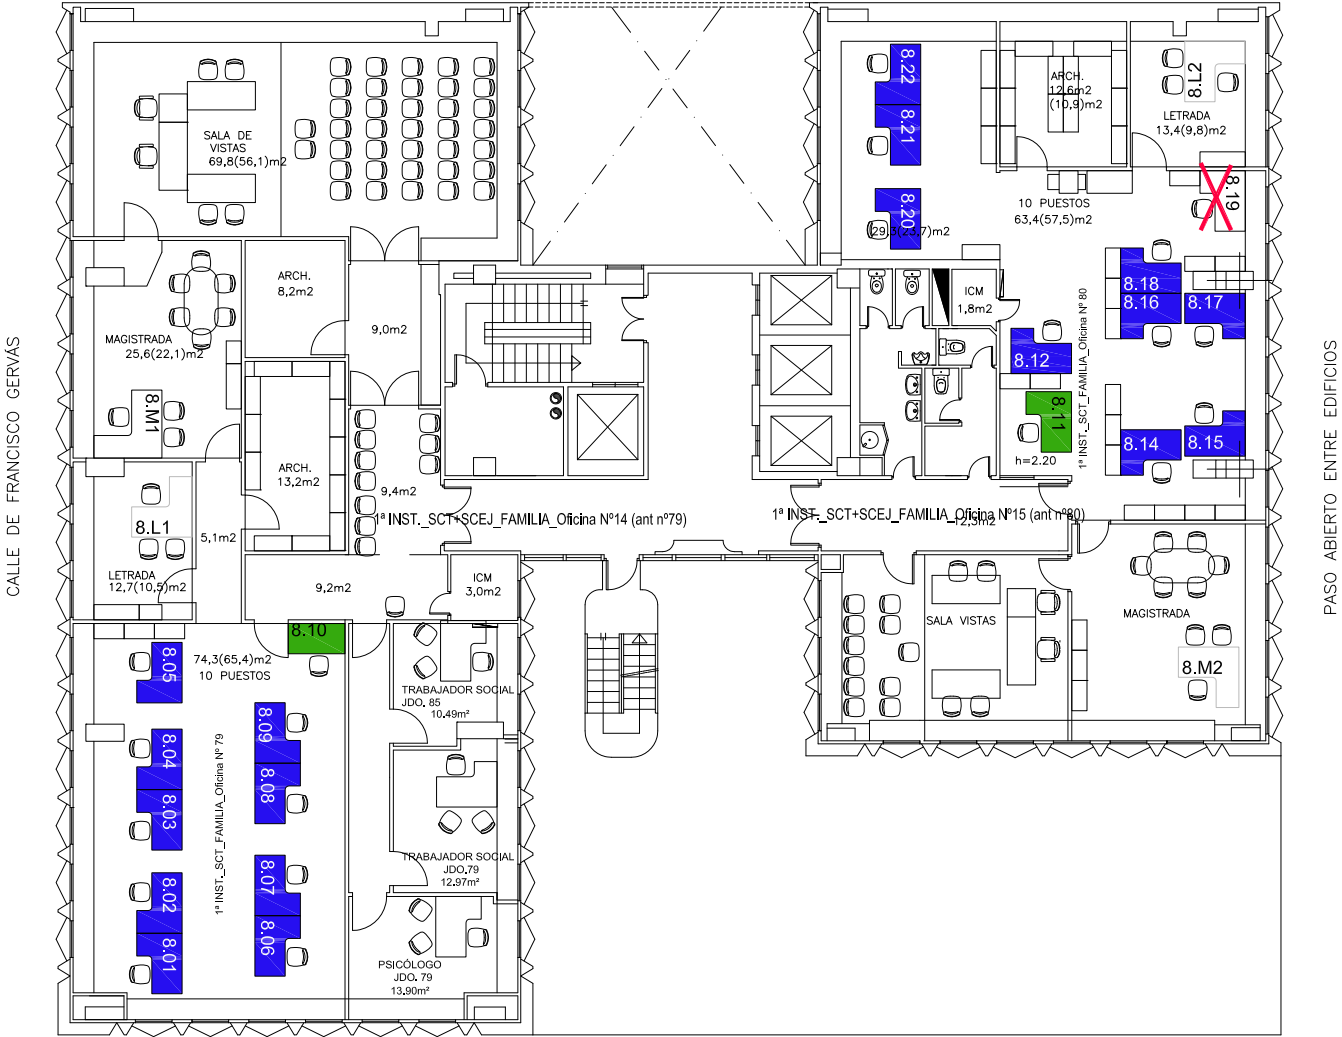 SALA DE
VISTAS
69,8(56,1)m2
8.22
8.21
8.20
29,3(23,7)m2
ARCH.
12,6m2
(10,9)m2
8.L2
LETRADA
13,4(9,8)m2
8.19
10 PUESTOS
63,4(57,5)m2
ARCH.
8,2m2
9,0m2
MAGISTRADA
25,6(22,1)m2
8.M1
ICM
1,8m2
8.18
8.16
8.17
8.12
8.11
h=2.20
8.14
8.15
1ª INST._SCT_FAMILIA_Oficina Nº 80
CALLE DE FRANCISCO GERVÁS
PASO ABIERTO ENTRE EDIFICIOS
ARCH.
13,2m2
9,4m2
8.L1
5,1m2
LETRADA
12,7(10,5)m2
1ª INST._SCT+SCEJ_FAMILIA_Oficina Nº14 (ant nº79)
1ª INST._SCT+SCEJ_FAMILIA_Oficina Nº15 (ant nº80)
12,3m2
9,2m2
ICM
3,0m2
SALA VISTAS
MAGISTRADA
8.M2
8.10
74,3(65,4)m2
10 PUESTOS
8.05
8.04
8.03
8.02
8.01
8.09
8.08
8.07
8.06
1ª INST._SCT_FAMILIA_Oficina Nº 79
TRABAJADOR SOCIAL
JDO. 85
10.49m²
TRABAJADOR SOCIAL
JDO.79
12.97m²
PSICÓLOGO
JDO. 79
13.90m²